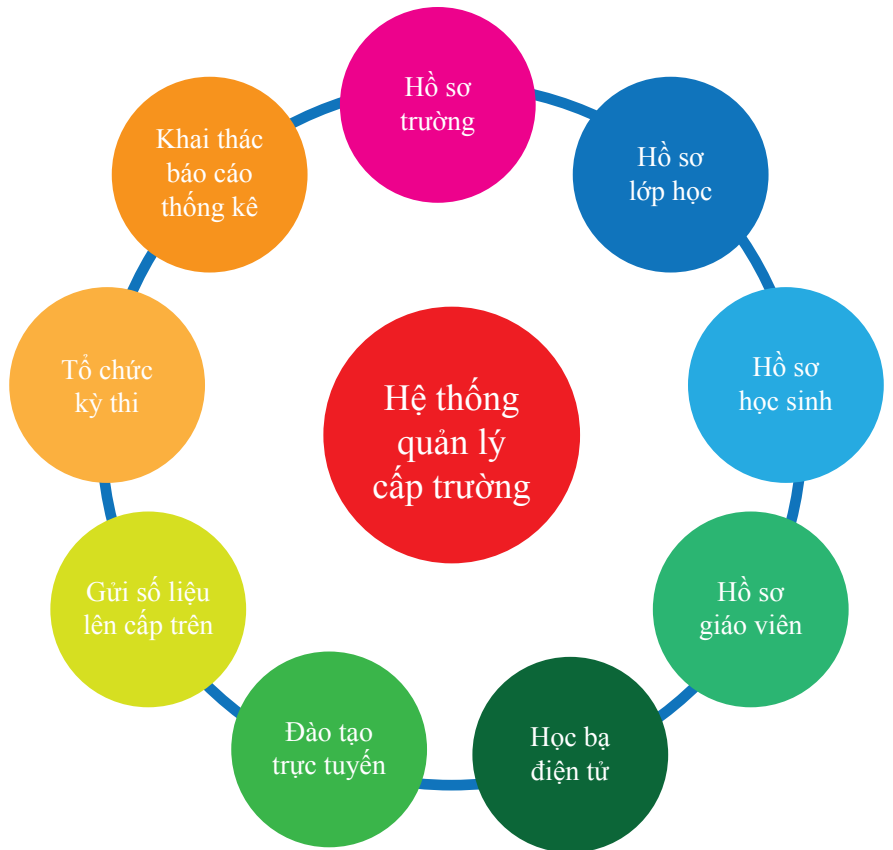 Hồ sơ
trường
Hồ sơ
lớp học
Hồ sơ
học sinh
Hồ sơ
giáo viên
Học bạ
điện tử
Đào tạo
trực tuyến
Gửi số liệu
lên cấp trên
Tổ chức
kỳ thi
Khai thác
báo cáo
thống kê
Hệ thống
quản lý
cấp trường